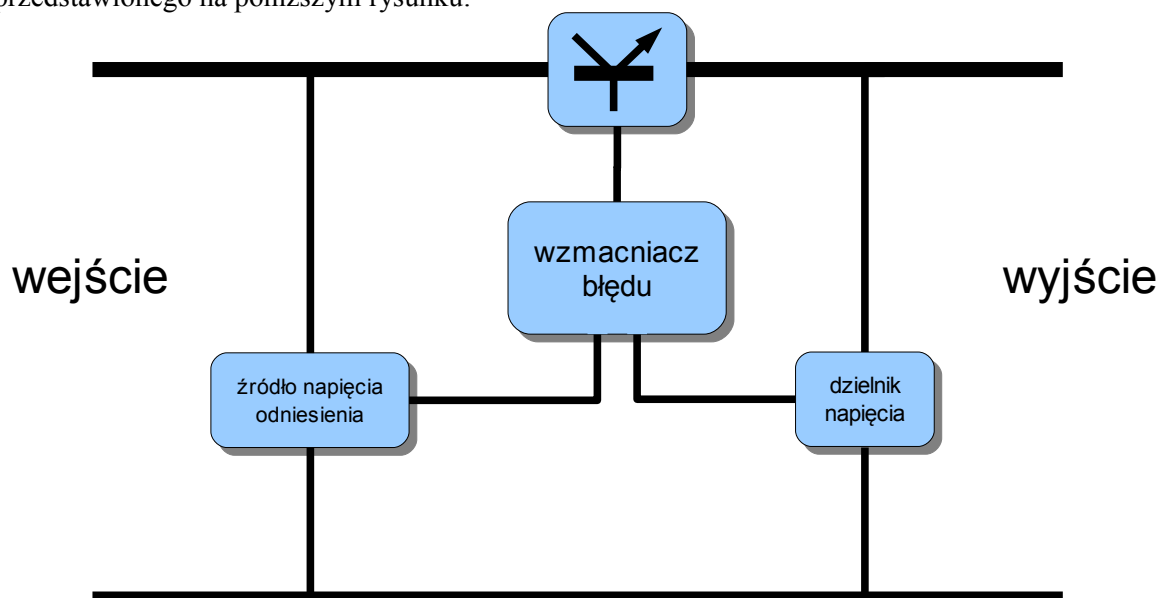 przedstawionego na poniższym rysunku.
wzmacniacz
błędu
wejście
wyjście
źródło napięcia
odniesienia
dzielnik
napięcia